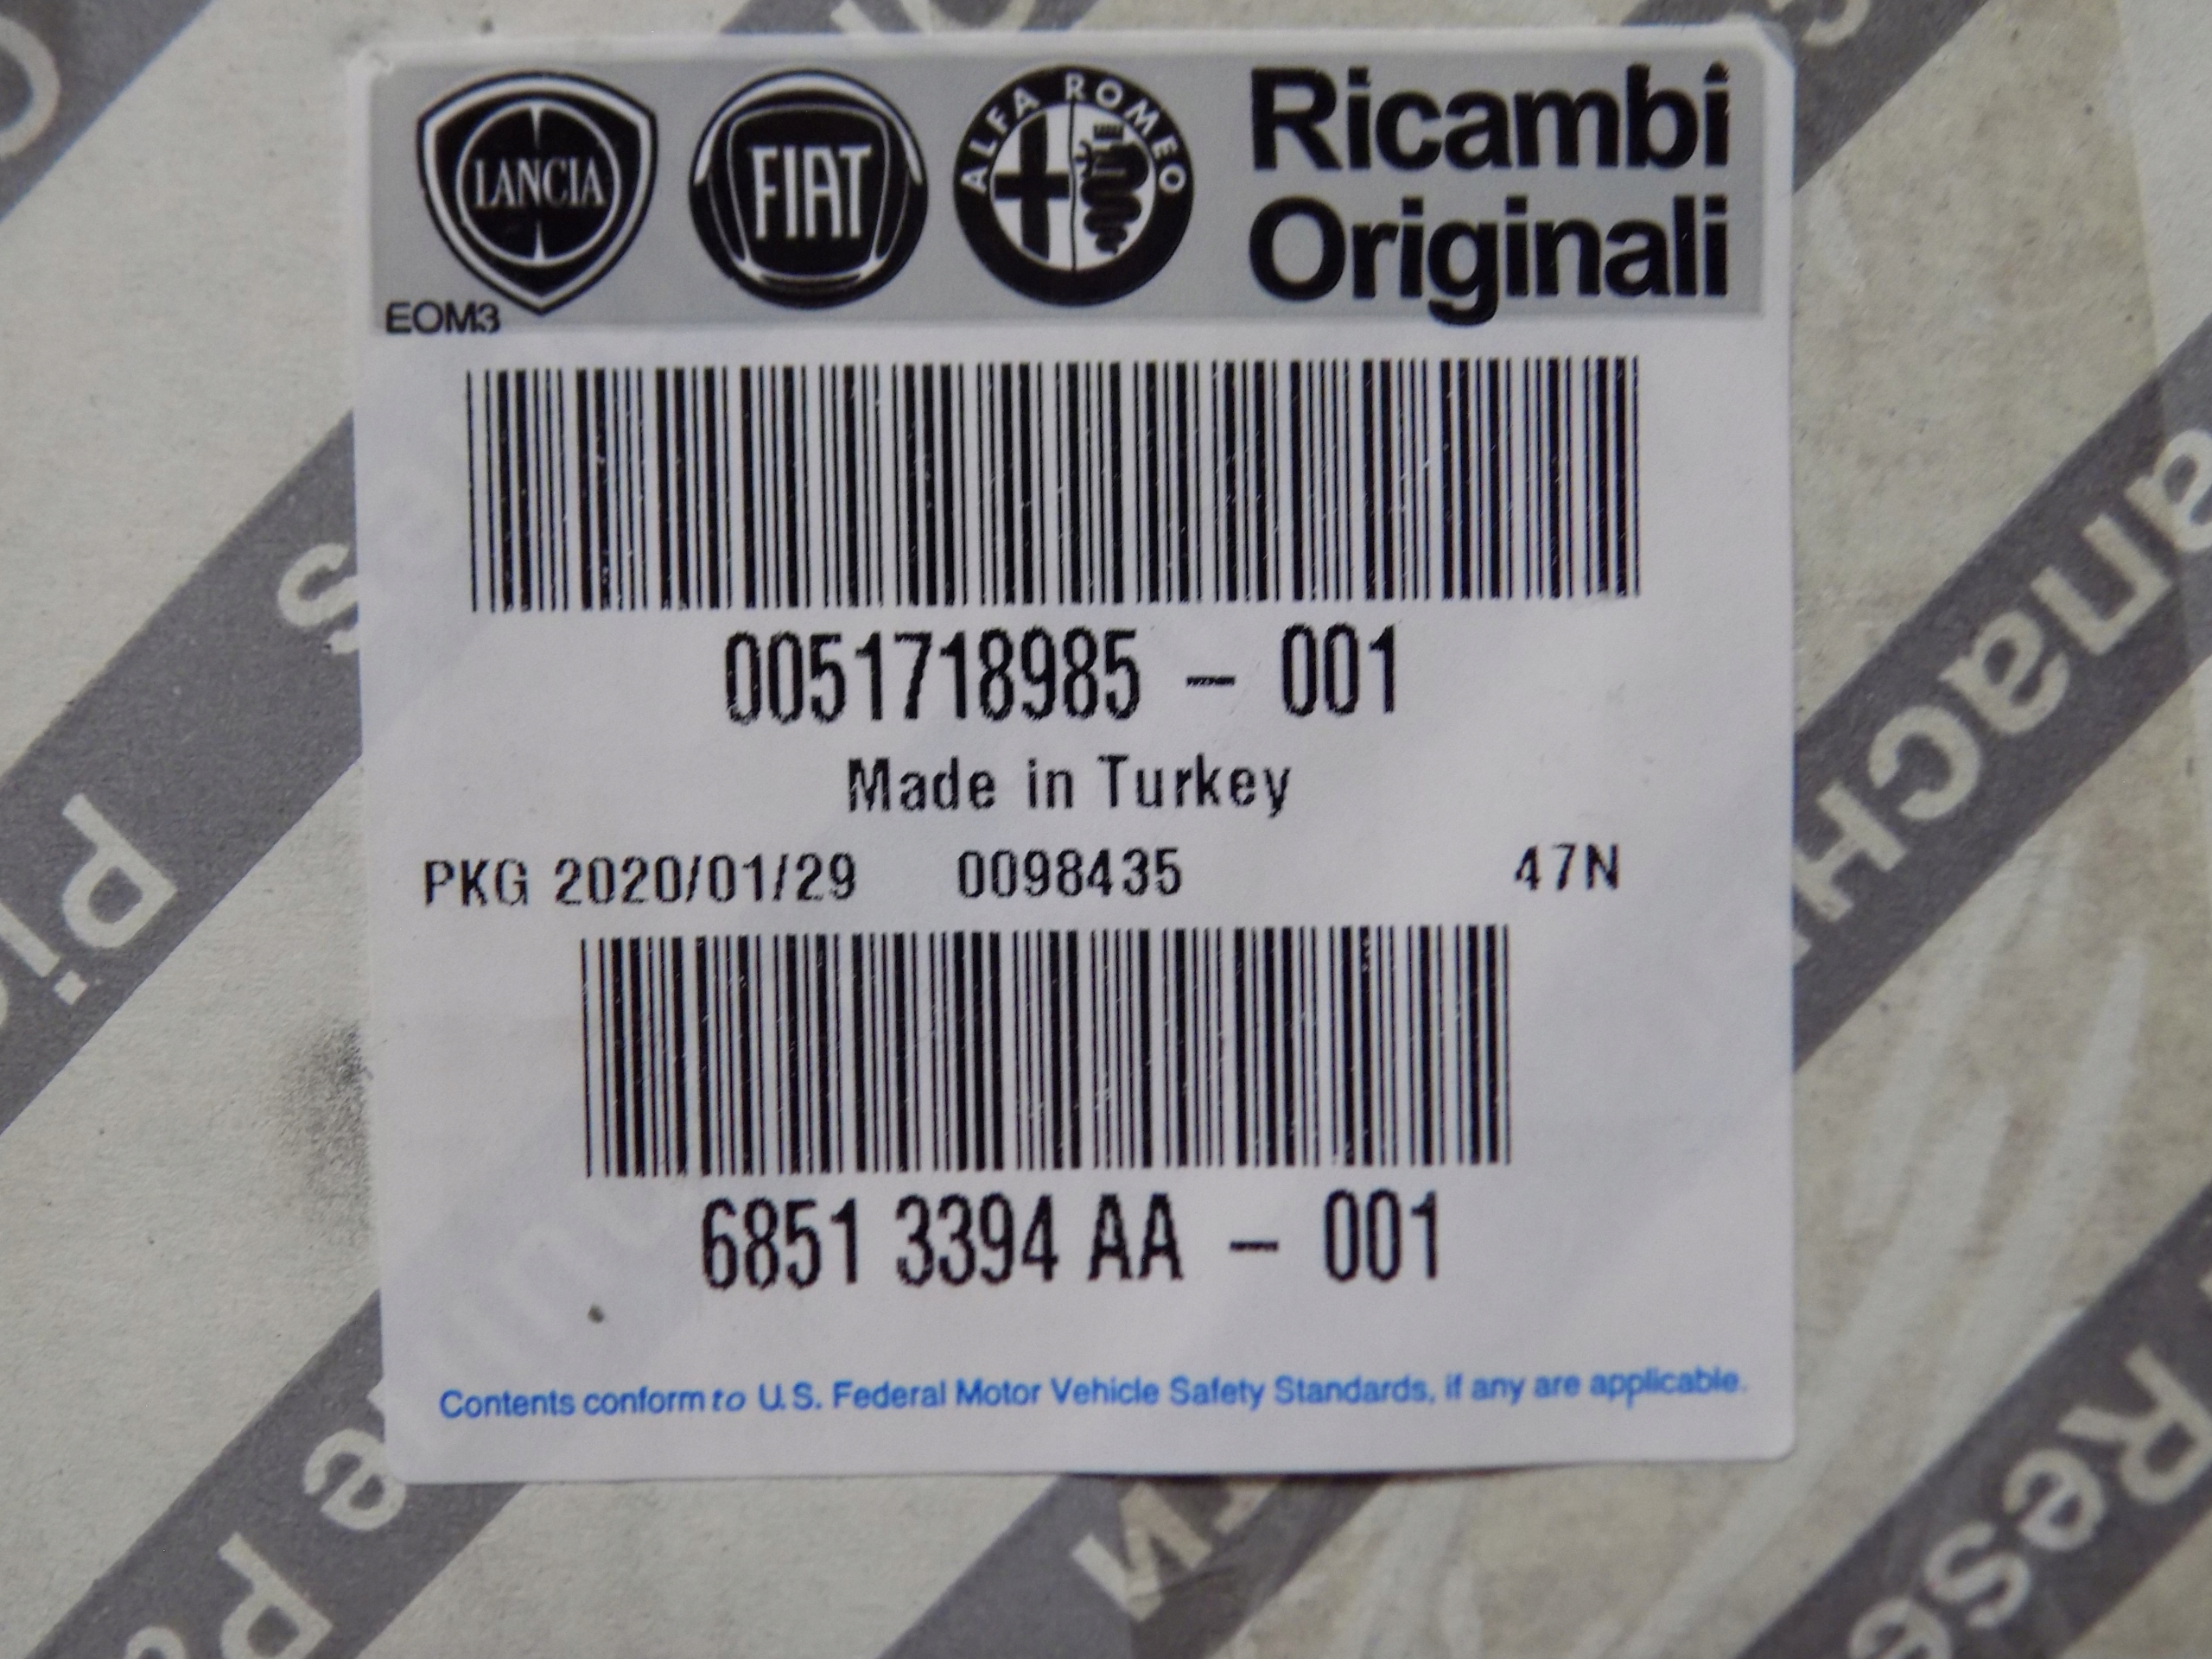 LANCIA
FIAT
ALFA ROMEO
Ricambi
Originali
EOM3
0051718985 - 001
Made in Turkey
PKG 2020/01/29 0098435 47N
6851 3394 AA - 001
Contents conform to U.S. Federal Motor Vehicle Safety Standards, if any are applicable.